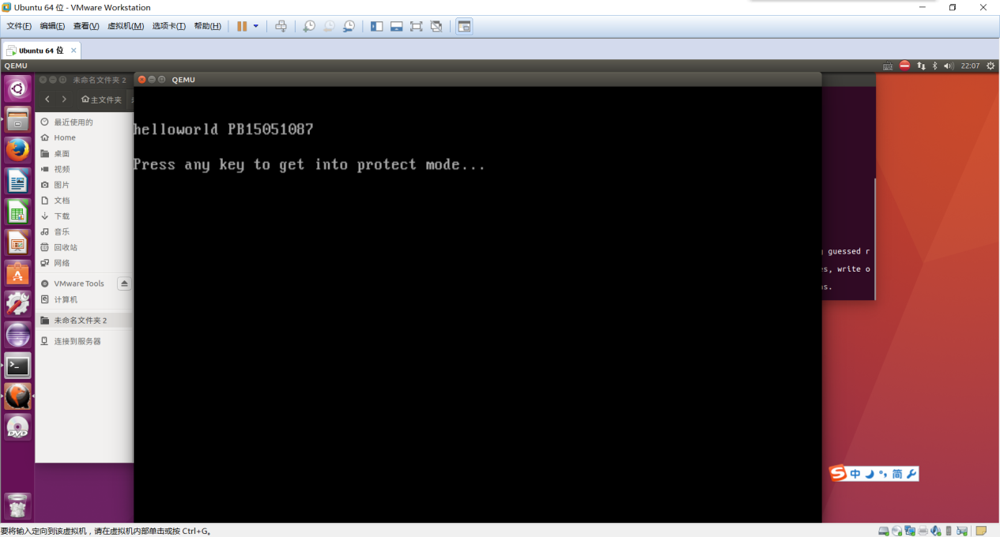 Ubuntu 64 位 - VMware Workstation
文件(F) 编辑(E) 查看(V) 虚拟机(M) 选项卡(T) 帮助(H)
Ubuntu 64 位
QEMU
22:07
未命名文件夹 2
QEMU
主文件夹
最近使用的
Home
桌面
视频
图片
文档
下载
音乐
回收站
网络
VMware Tools
计算机
未命名文件夹 2
连接到服务器
helloworld PB15051087
Press any key to get into protect mode...
guessed r
es, write o
ns.
DVD
中 简
要将输入定向到该虚拟机，请在虚拟机内部单击或按 Ctrl+G。